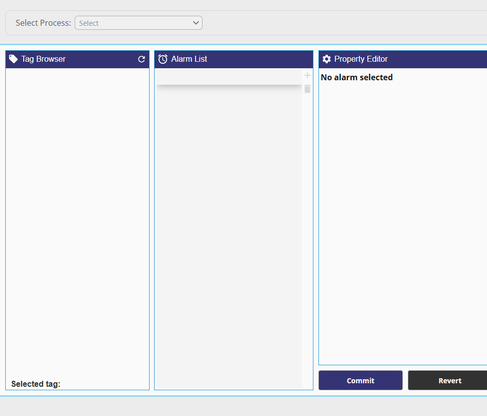 Select Process: Select
Tag Browser
Alarm List
Property Editor
No alarm selected
Selected tag:
Commit
Revert